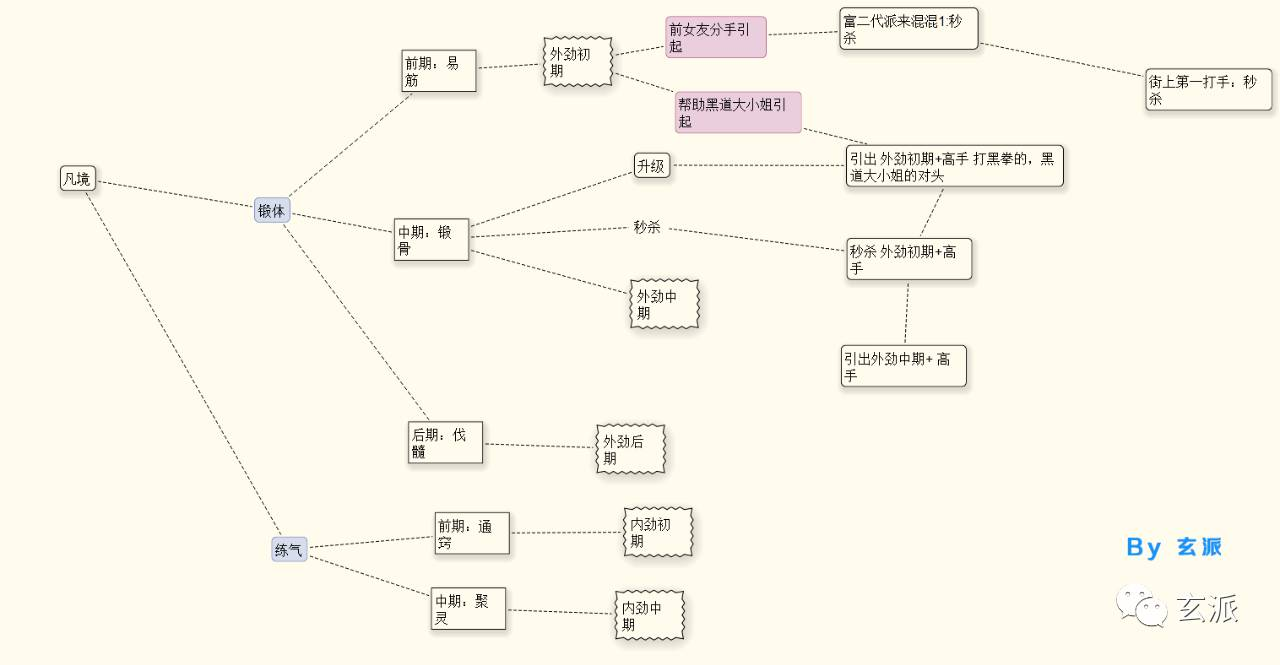 凡境
锻体
前期：易
筋
外劲初
期
前女友分手引
起
富二代派来混混1:秒
杀
街上第一打手：秒
杀
帮助黑道大小姐引
起
引出 外劲初期+高手 打黑拳的，黑
道大小姐的对头
中期：锻
骨
升级
秒杀
秒杀 外劲初期+高
手
外劲中
期
引出外劲中期+ 高
手
后期：伐
髓
外劲后
期
练气
前期：通
窍
内劲初
期
中期：聚
灵
内劲中
期
By 玄派
玄派